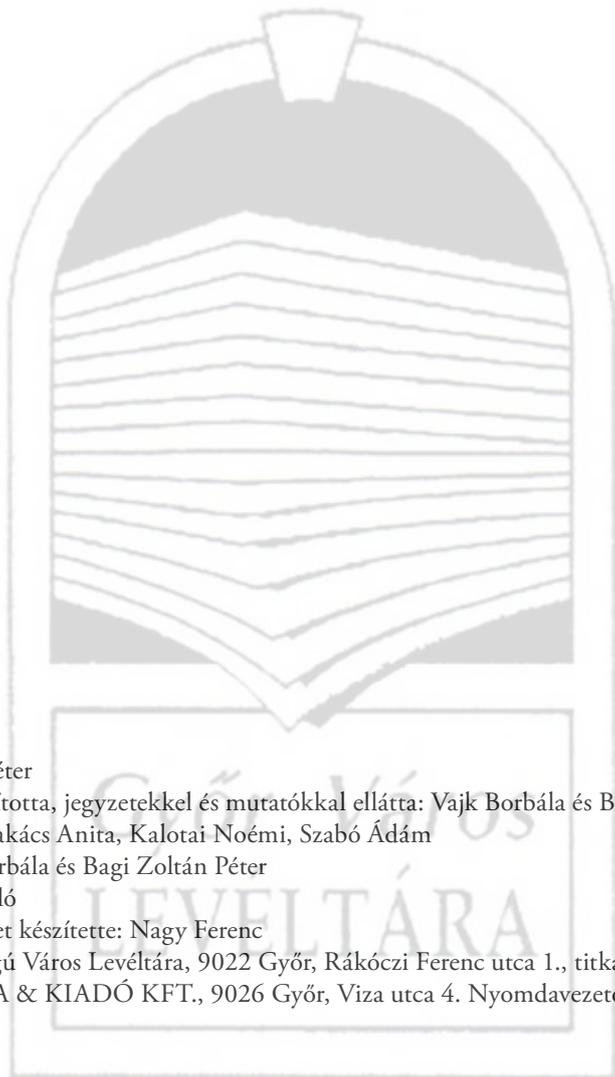 éter
ította, jegyzetekkel és mutatókkal ellátta: Vajk Borbála és B
akács Anita, Kalotai Noémi, Szabó Ádám
rbála és Bagi Zoltán Péter
ló
et készítette: Nagy Ferenc
gú Város Levéltára, 9022 Győr, Rákóczi Ferenc utca 1., titka
A & KIADÓ KFT., 9026 Győr, Viza utca 4. Nyomdavezető
Győr Város
LEVÉLTÁRA